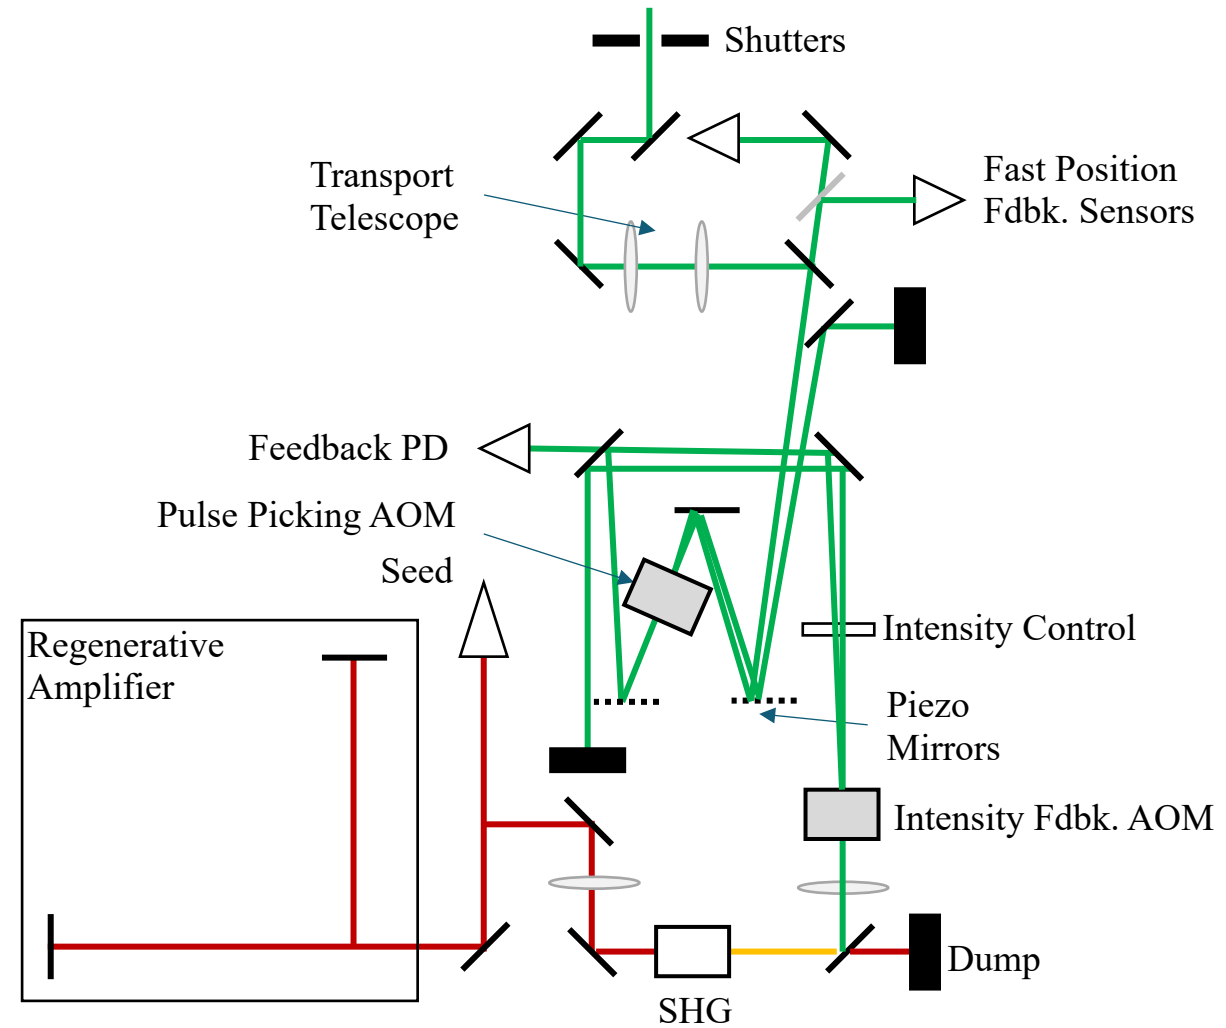 Shutters
Transport
Telescope
Fast Position
Fdbk. Sensors
Feedback PD
Pulse Picking AOM
Seed
Regenerative
Amplifier
Intensity Control
Piezo
Mirrors
Intensity Fdbk. AOM
Dump
SHG